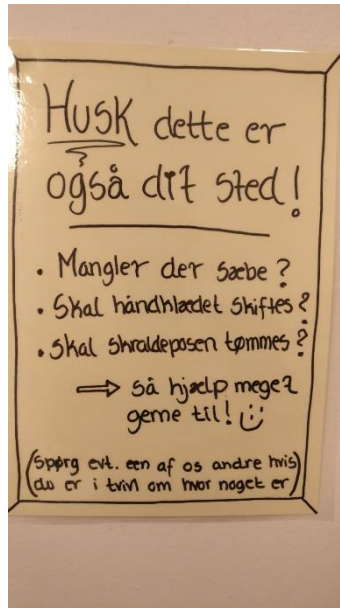 HUSK dette er
også dit sted!
• Mangler der sæbe?
• Skal håndklædet skiftes?
• Skal skraldeposen tømmes?
⇒ så hjælp meget
gerne til! :)
(Spørg evt. een af os andre hvis
du er i tvivl om hvor noget er)